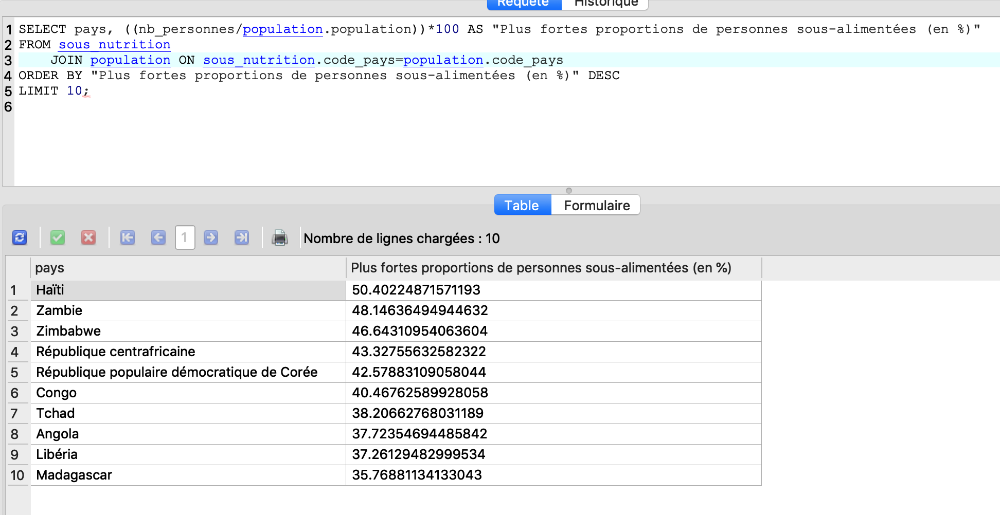 Requête Historique
1 SELECT pays, ((nb_personnes/population.population))*100 AS "Plus fortes proportions de personnes sous-alimentées (en %)"
2 FROM sous_nutrition
3 JOIN population ON sous_nutrition.code_pays=population.code_pays
4 ORDER BY "Plus fortes proportions de personnes sous-alimentées (en %)" DESC
5 LIMIT 10;
6
Table Formulaire
1 Nombre de lignes chargées : 10
pays Plus fortes proportions de personnes sous-alimentées (en %)
1 Haïti 50.40224871571193
2 Zambie 48.14636494944632
3 Zimbabwe 46.64310954063604
4 République centrafricaine 43.32755632582322
5 République populaire démocratique de Corée 42.57883109058044
6 Congo 40.46762589928058
7 Tchad 38.20662768031189
8 Angola 37.72354694485842
9 Libéria 37.26129482999534
10 Madagascar 35.76881134133043